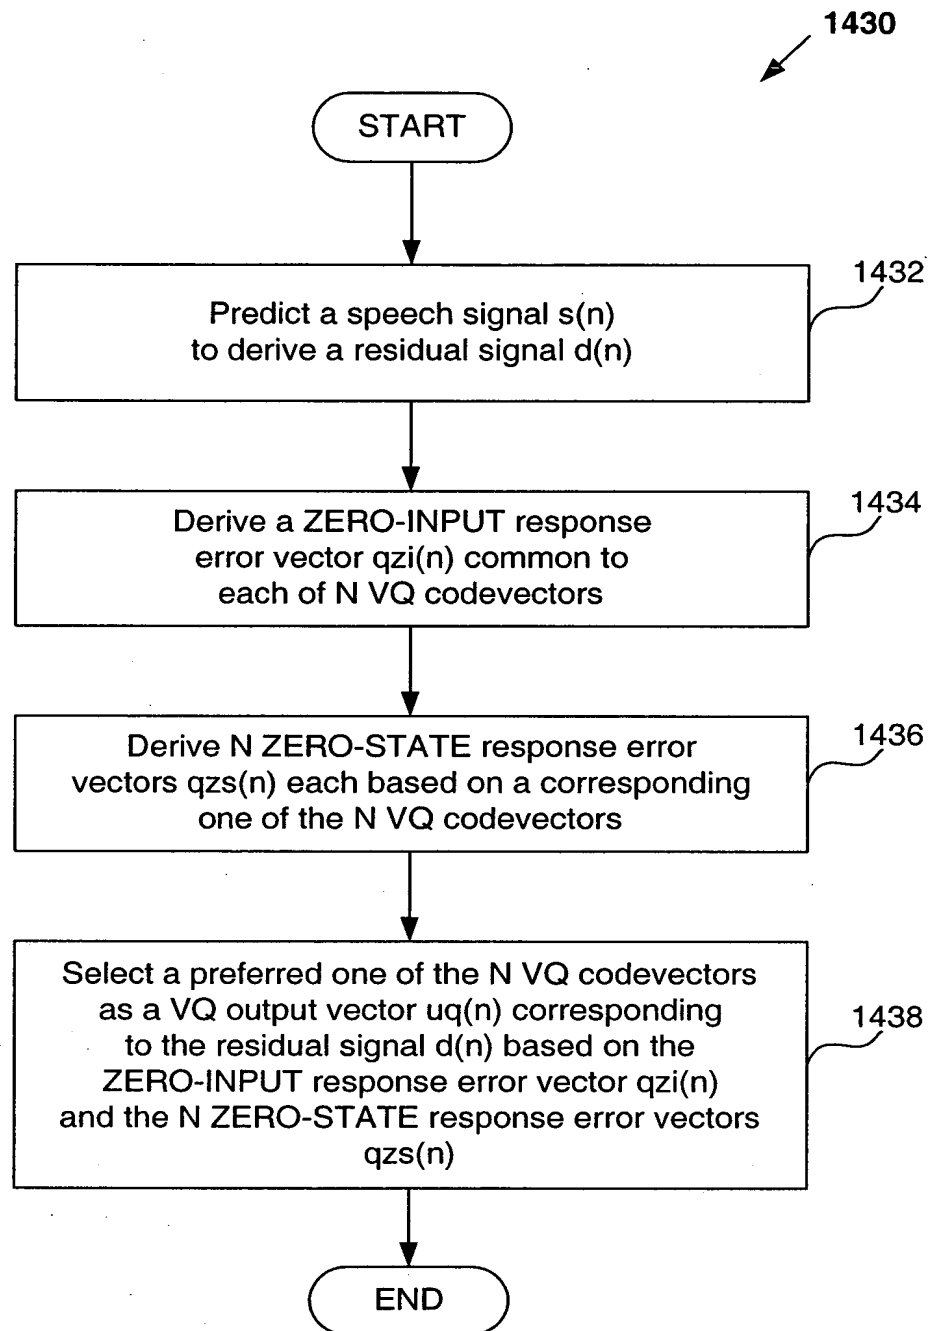 1430
START
1432
Predict a speech signal s(n)
to derive a residual signal d(n)
1434
Derive a ZERO-INPUT response
error vector qzi(n) common to
each of N VQ codevectors
1436
Derive N ZERO-STATE response error
vectors qzs(n) each based on a corresponding
one of the N VQ codevectors
1438
Select a preferred one of the N VQ codevectors
as a VQ output vector uq(n) corresponding
to the residual signal d(n) based on the
ZERO-INPUT response error vector qzi(n)
and the N ZERO-STATE response error vectors
qzs(n)
END